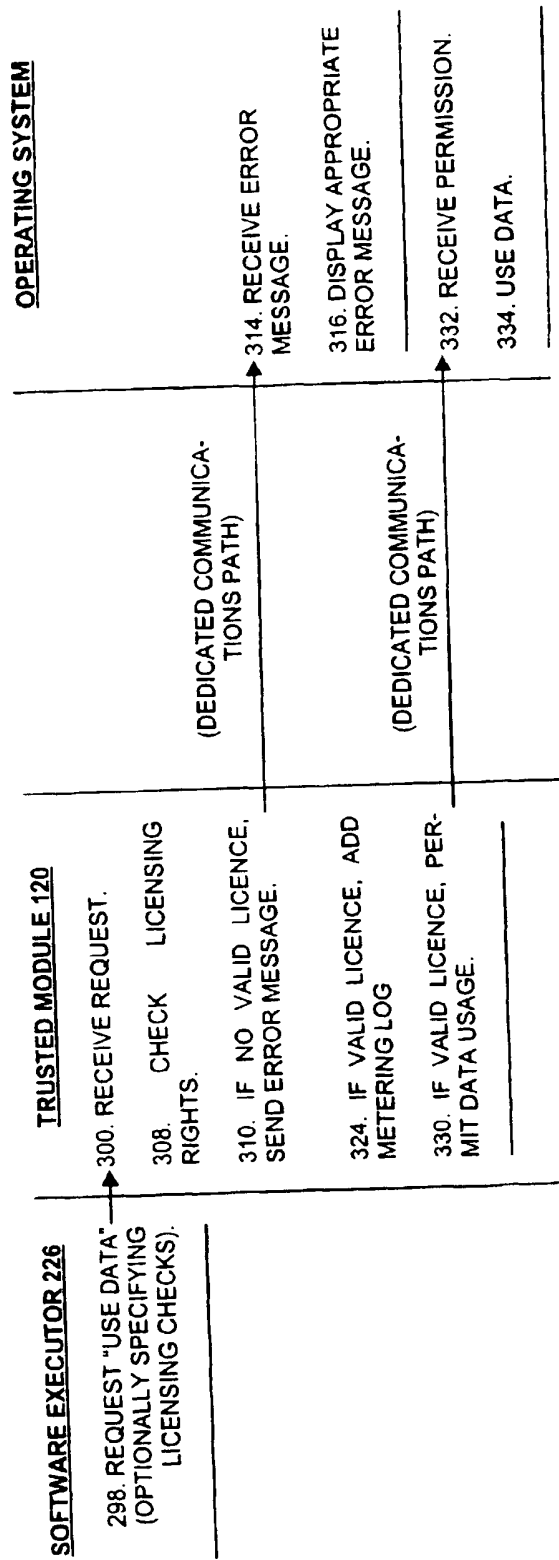 SOFTWARE EXECUTOR 226
298. REQUEST "USE DATA"
(OPTIONALLY SPECIFYING
LICENSING CHECKS).
TRUSTED MODULE 120
300. RECEIVE REQUEST.
308. CHECK LICENSING
RIGHTS.
310. IF NO VALID LICENCE,
SEND ERROR MESSAGE.
324. IF VALID LICENCE, ADD
METERING LOG
330. IF VALID LICENCE, PER-
MIT DATA USAGE.
(DEDICATED COMMUNICA-
TIONS PATH)
(DEDICATED COMMUNICA-
TIONS PATH)
OPERATING SYSTEM
314. RECEIVE ERROR
MESSAGE.
316. DISPLAY APPROPRIATE
ERROR MESSAGE.
332. RECEIVE PERMISSION.
334. USE DATA.